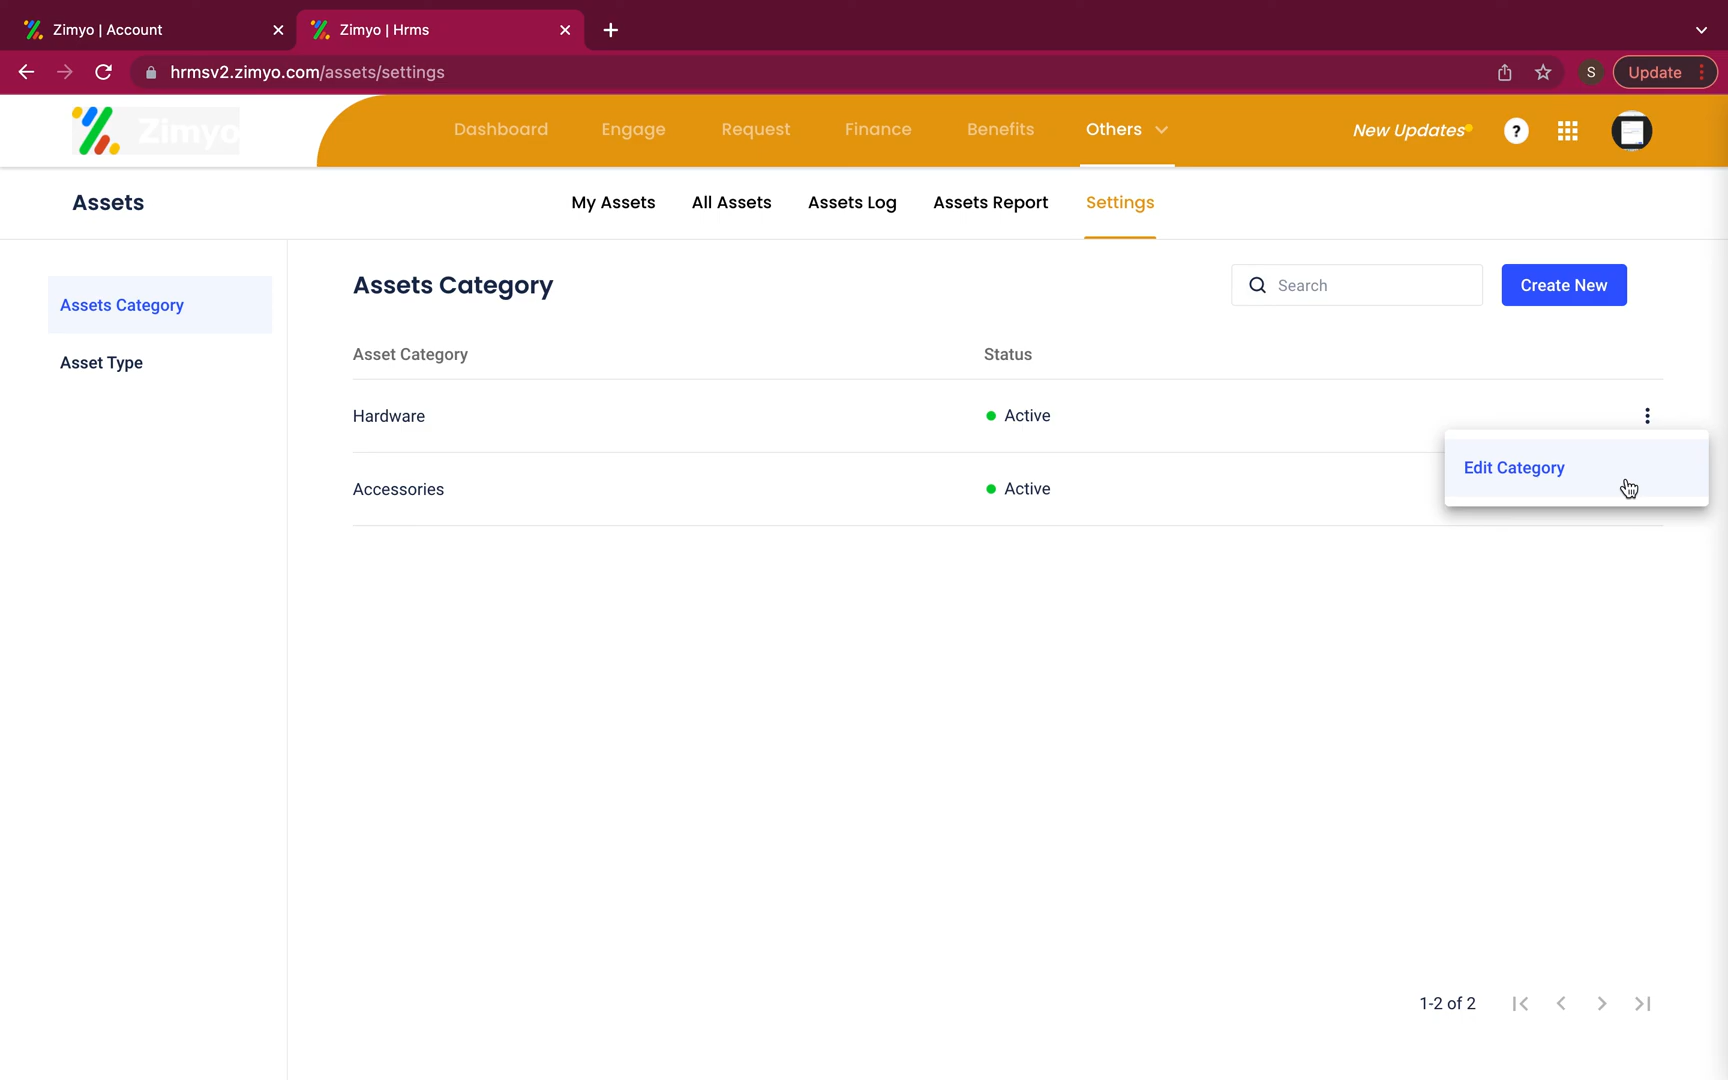 Zimyo | Account
Zimyo | Hrms
hrmsv2.zimyo.com/assets/settings
S
Update
Zimyo
Dashboard
Engage
Request
Finance
Benefits
Others
New Updates
?
Assets
My Assets
All Assets
Assets Log
Assets Report
Settings
Assets Category
Asset Type
Assets Category
Search
Create New
Asset Category
Status
Hardware
Active
Edit Category
Accessories
Active
1-2 of 2